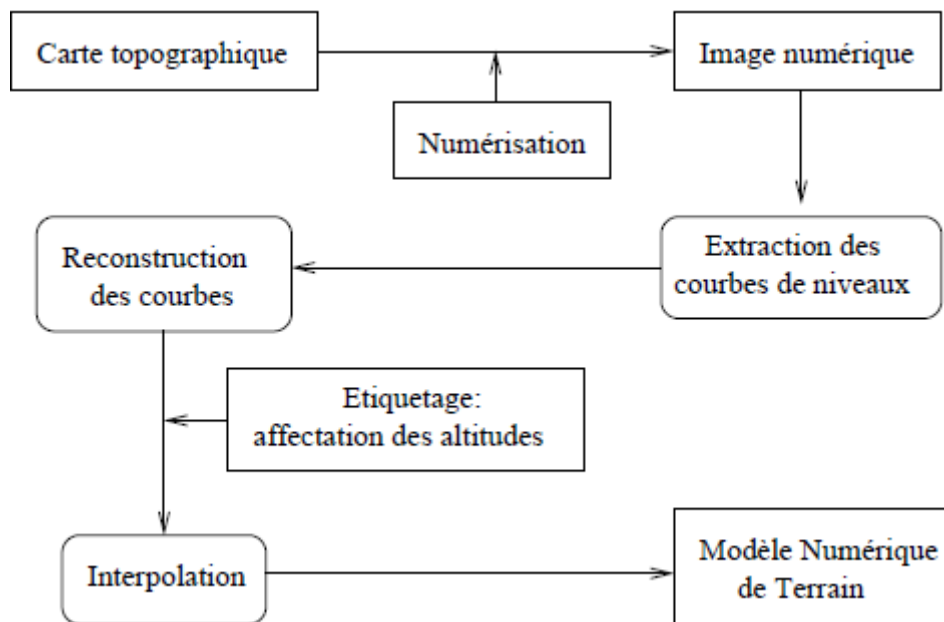 Carte topographique
Image numérique
Numérisation
Extraction des
courbes de niveaux
Reconstruction
des courbes
Etiquetage:
affectation des altitudes
Interpolation
Modèle Numérique
de Terrain